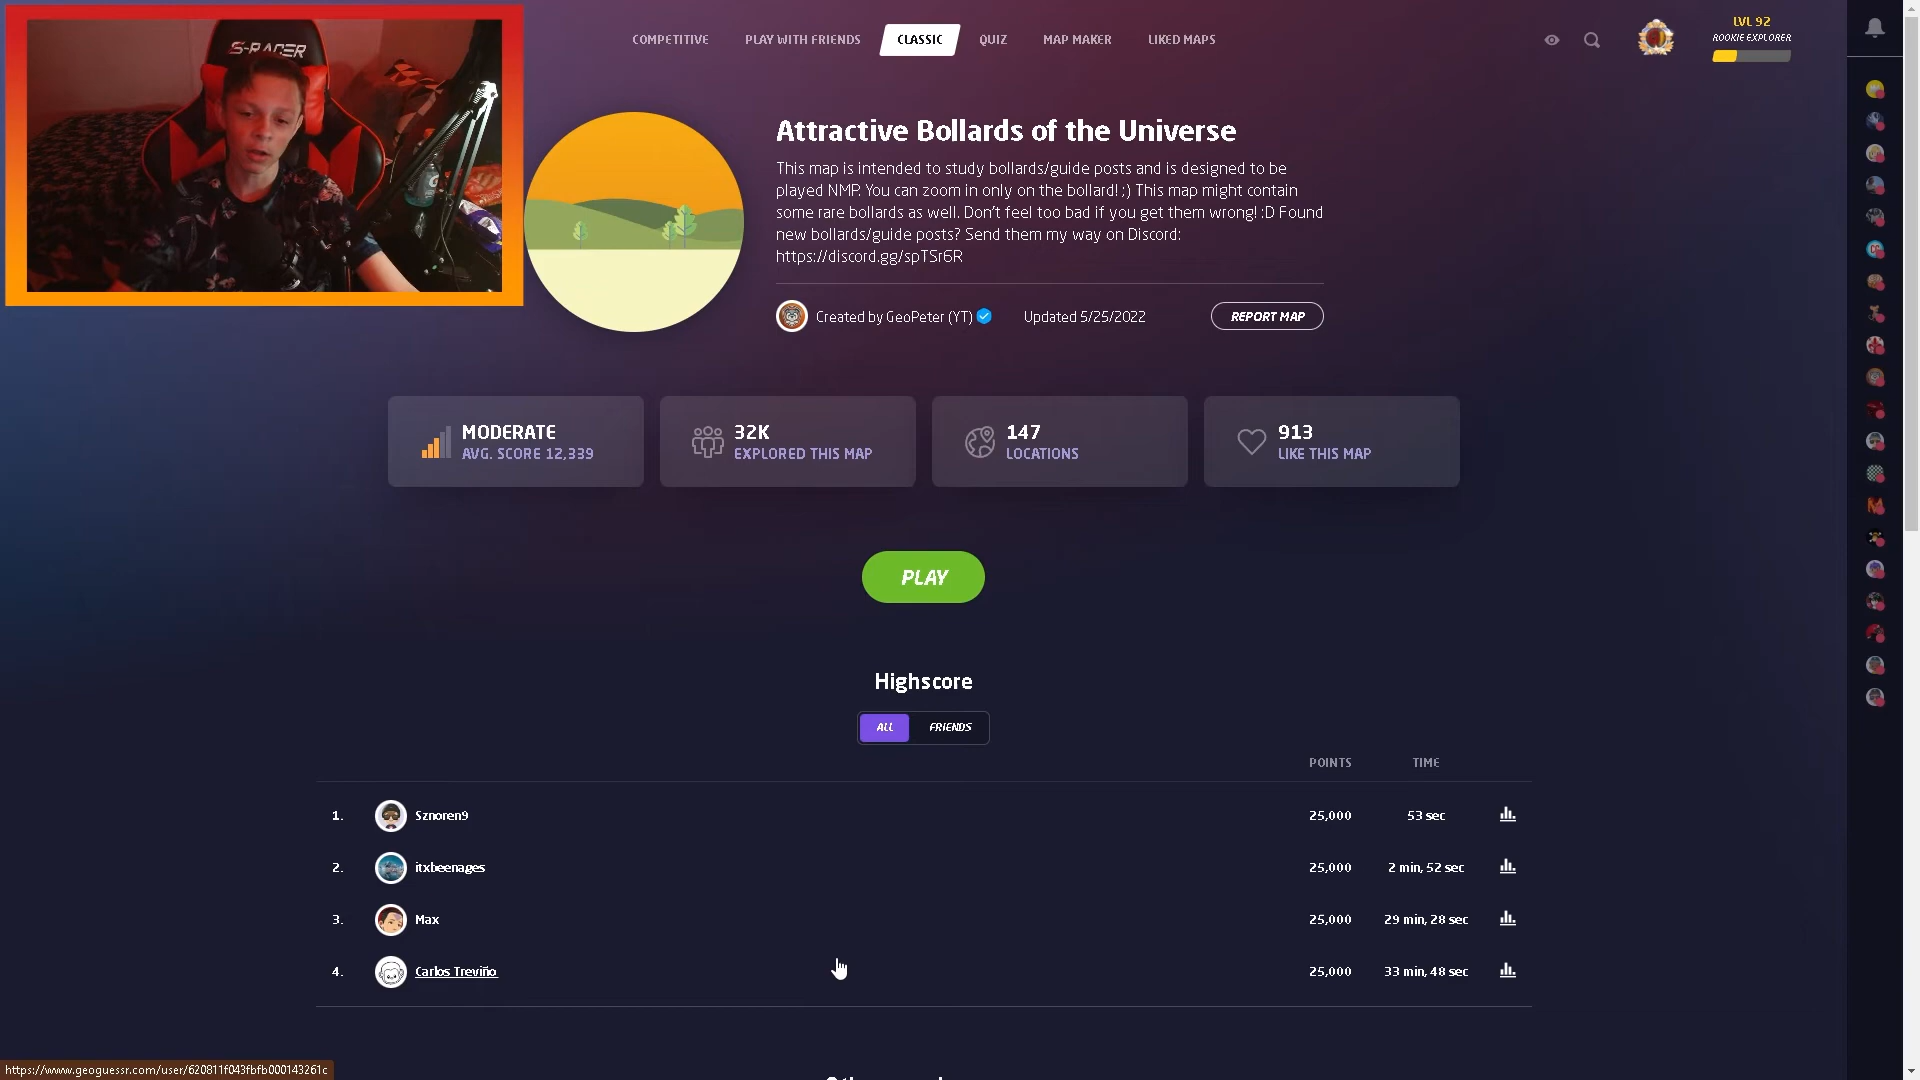 S-RACER
COMPETITIVE
PLAY WITH FRIENDS
CLASSIC
QUIZ
MAP MAKER
LIKED MAPS
LVL 92
ROOKIE EXPLORER
Attractive Bollards of the Universe
This map is intended to study bollards/guide posts and is designed to be
played NMP. You can zoom in only on the bollard! ;) This map might contain
some rare bollards as well. Don't feel too bad if you get them wrong! :D Found
new bollards/guide posts? Send them my way on Discord:
https://discord.gg/spTSr6R
Created by GeoPeter (YT)
Updated 5/25/2022
REPORT MAP
MODERATE
AVG. SCORE 12,339
32K
EXPLORED THIS MAP
147
LOCATIONS
913
LIKE THIS MAP
PLAY
Highscore
ALL
FRIENDS
POINTS
TIME
1. Sznoren9 25,000 53 sec
2. itxbeenages 25,000 2 min, 52 sec
3. Max 25,000 29 min, 28 sec
4. Carlos Treviño 25,000 33 min, 48 sec
https://www.geoguessr.com/user/620811f043fbfb000143261c